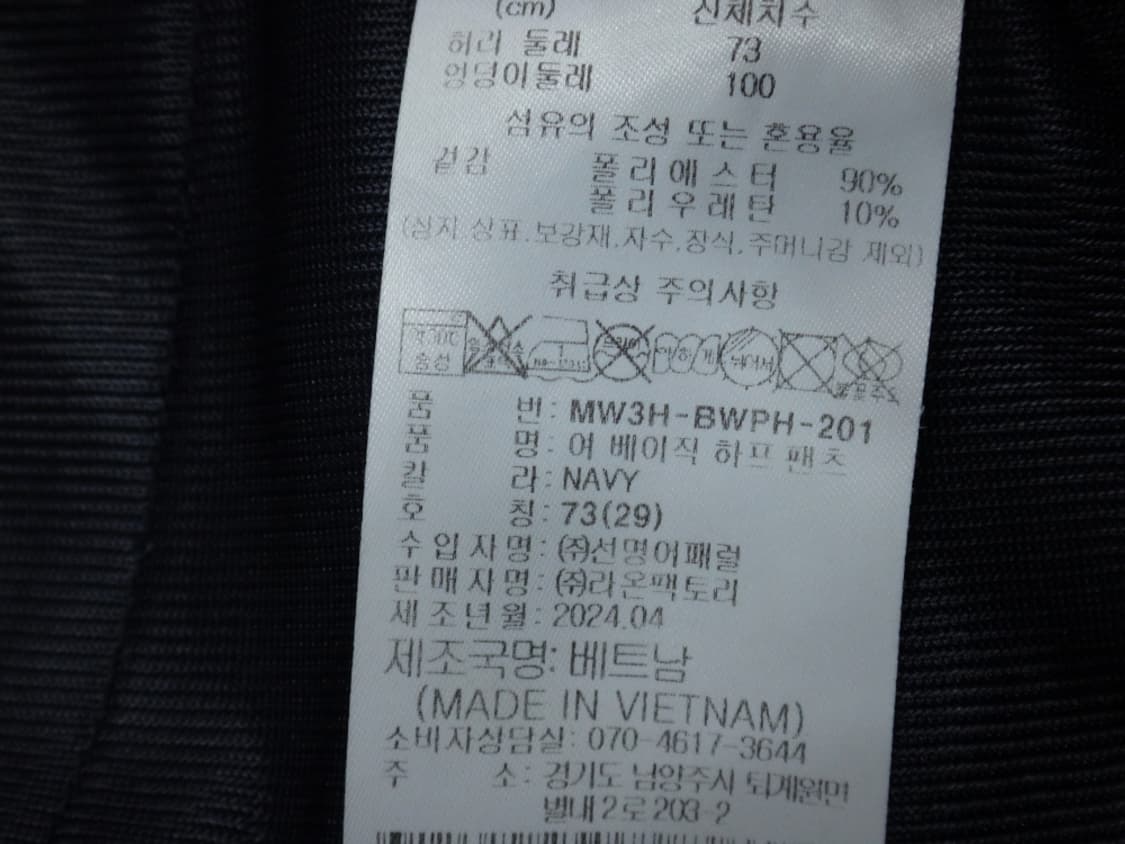 (cm) 신체치수
허리 둘레 73
엉덩이둘레 100
섬유의 조성 또는 혼용율
겉감 폴리에스터 90%
폴리우레탄 10%
(심지 상표.보강재.자수.장식.주머니감 제외)
취급상 주의사항
중성
품 번: MW3H-BWPH-201
품 명: 여 베이직 하프 팬츠
칼 라: NAVY
호 칭: 73(29)
수입자명: ㈜선명어패럴
판매자명: ㈜라온팩토리
제조년월: 2024.04
제조국명: 베트남
(MADE IN VIETNAM)
소비자상담실: 070-4617-3644
주 소: 경기도 남양주시 퇴계원면
별내2로 203-2